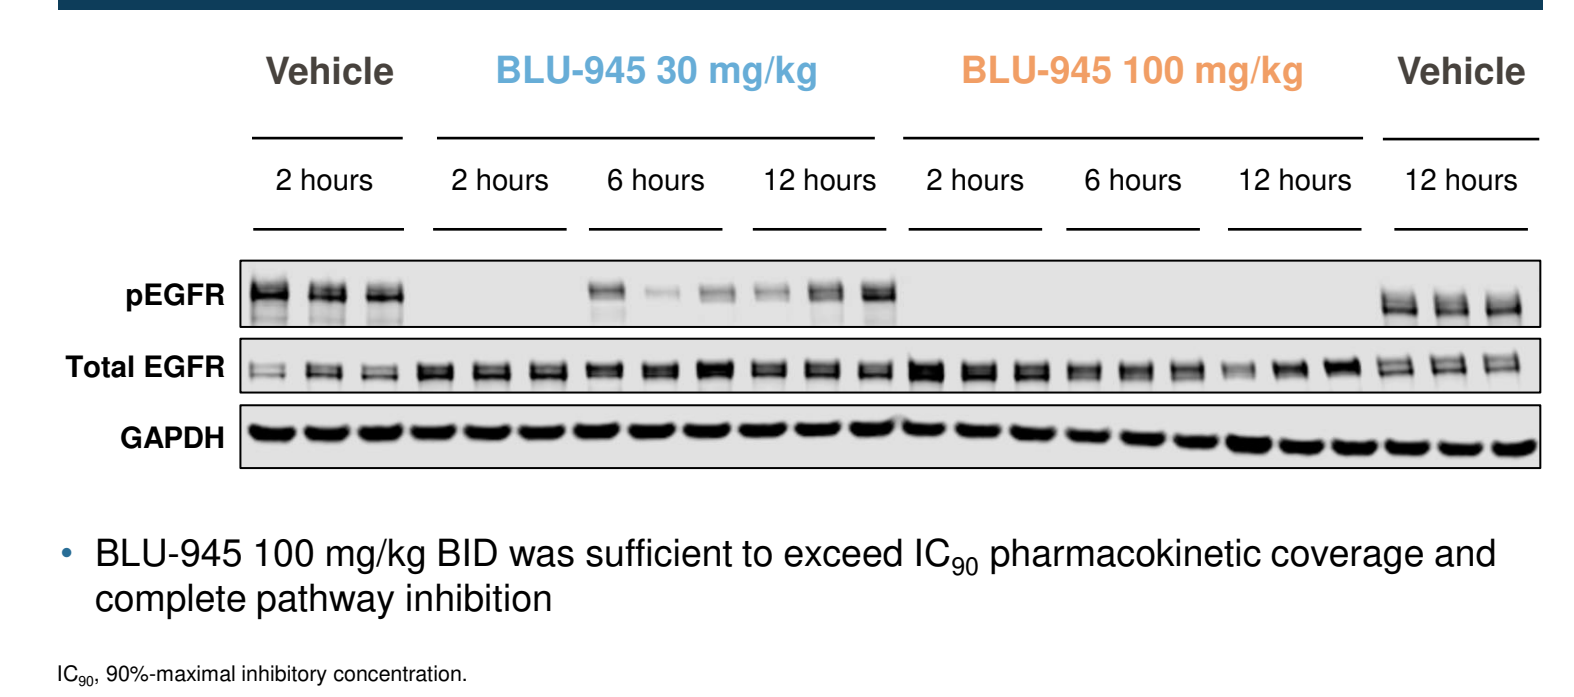 Vehicle BLU-945 30 mg/kg BLU-945 100 mg/kg Vehicle
2 hours 2 hours 6 hours 12 hours 2 hours 6 hours 12 hours 12 hours
pEGFR
Total EGFR
GAPDH
• BLU-945 100 mg/kg BID was sufficient to exceed IC90 pharmacokinetic coverage and
complete pathway inhibition
IC90, 90%-maximal inhibitory concentration.